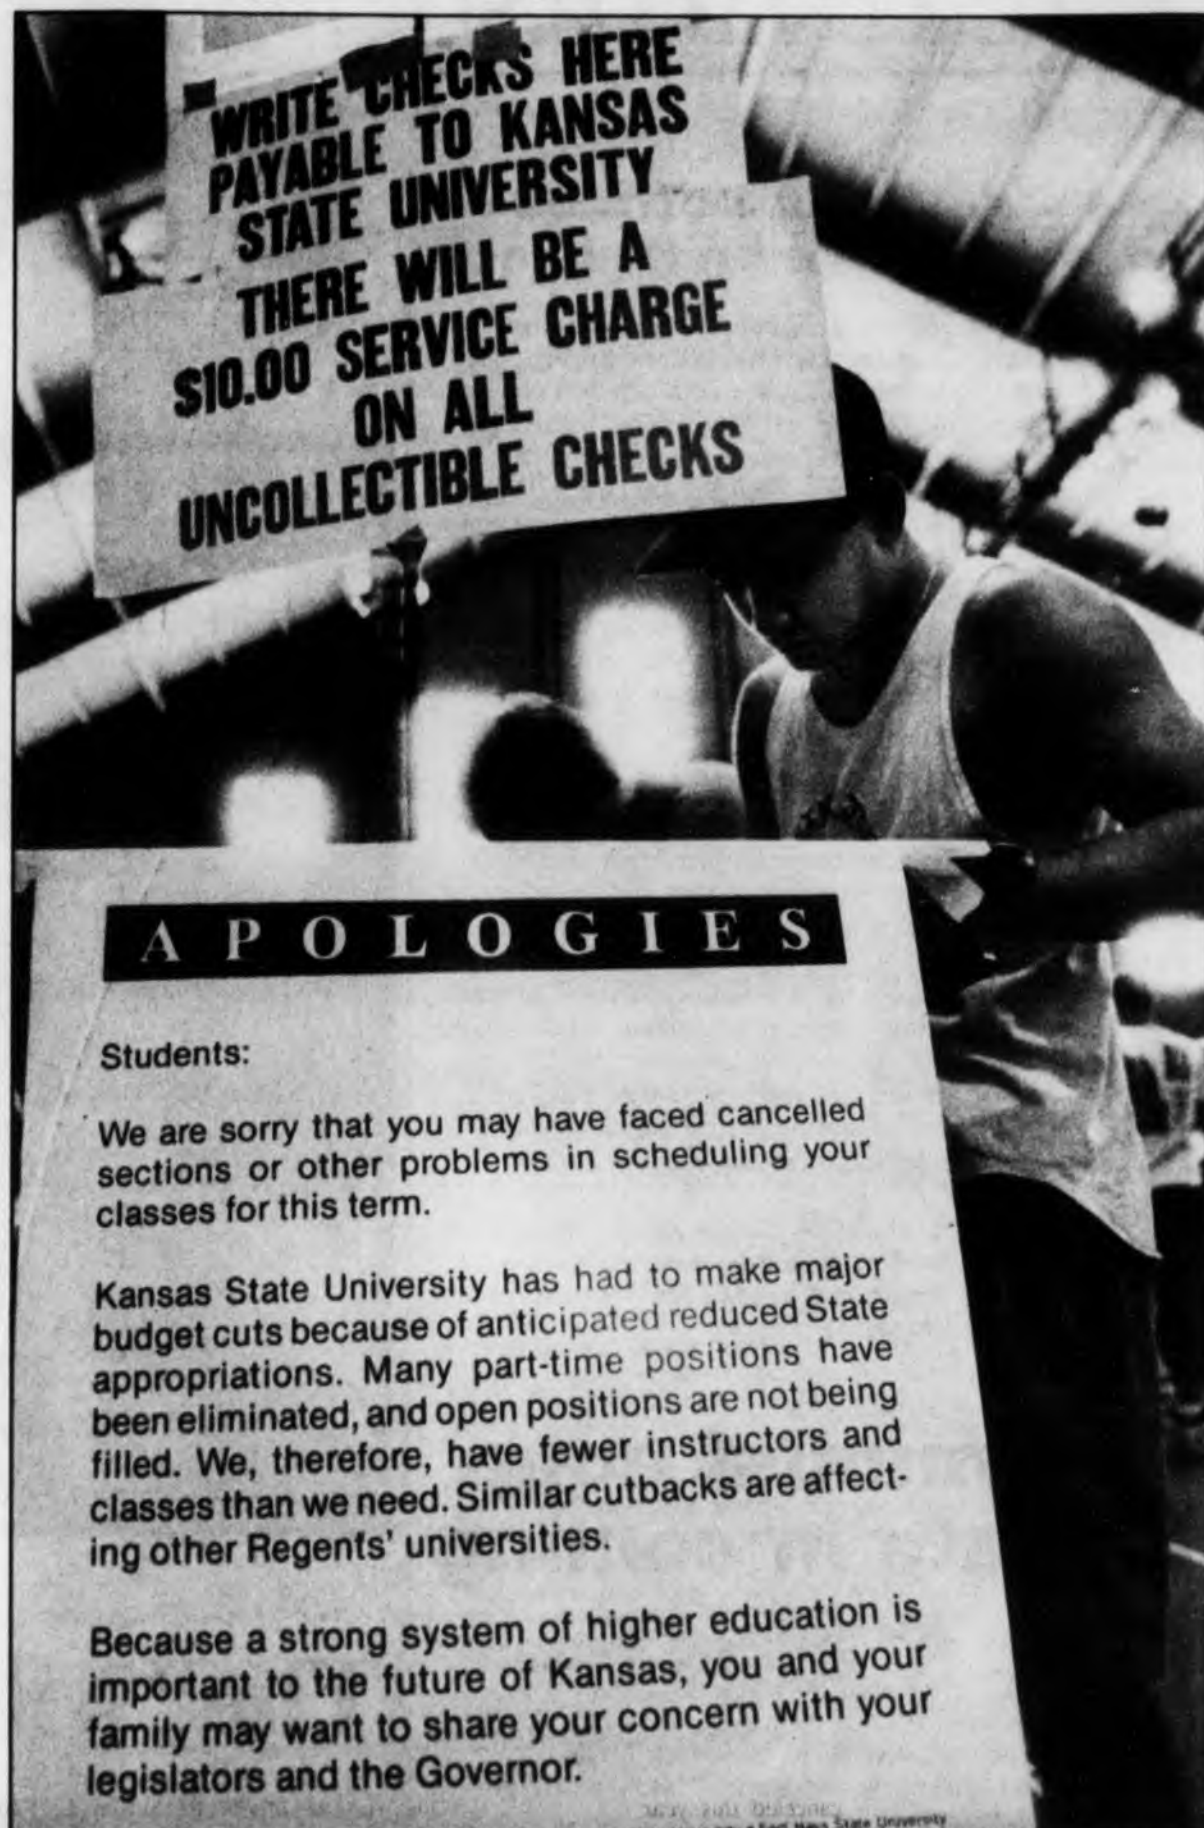 WRITE CHECKS HERE
PAYABLE TO KANSAS
STATE UNIVERSITY
THERE WILL BE A
$10.00 SERVICE CHARGE
ON ALL
UNCOLLECTIBLE CHECKS
APOLOGIES
Students:
We are sorry that you may have faced cancelled
sections or other problems in scheduling your
classes for this term.
Kansas State University has had to make major
budget cuts because of anticipated reduced State
appropriations. Many part-time positions have
been eliminated, and open positions are not being
filled. We, therefore, have fewer instructors and
classes than we need. Similar cutbacks are affect-
ing other Regents' universities.
Because a strong system of higher education is
important to the future of Kansas, you and your
family may want to share your concern with your
legislators and the Governor.
Hays State University